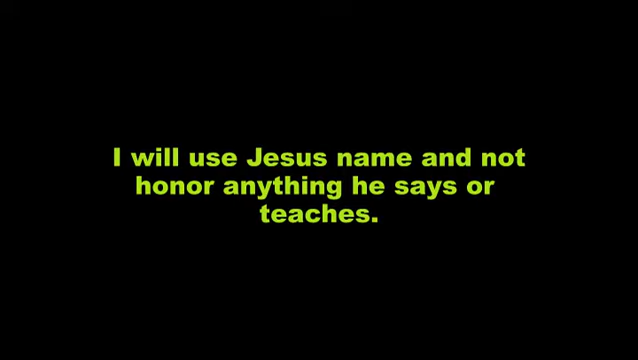 I will use Jesus name and not
honor anything he says or
teaches.